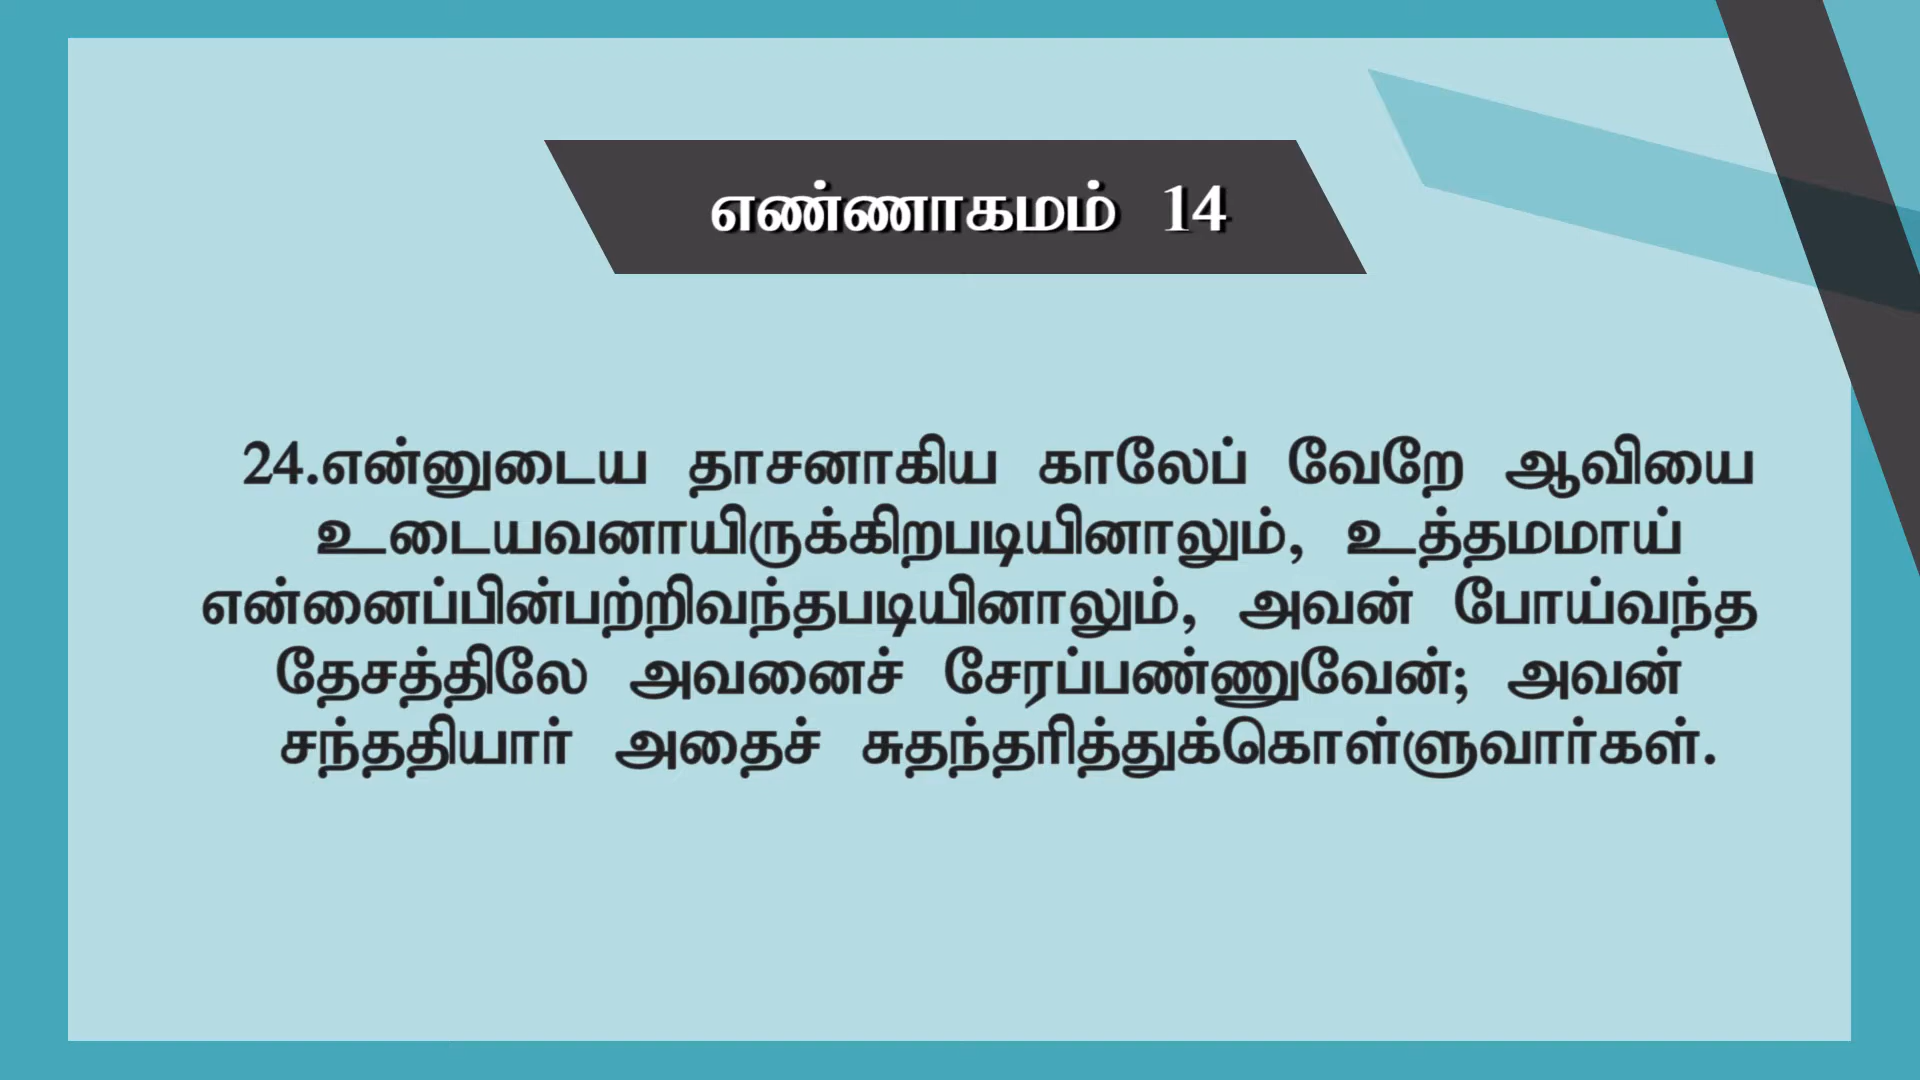 எண்ணாகமம் 14
24.என்னுடைய தாசனாகிய காலேப் வேறே ஆவியை
உடையவனாயிருக்கிறபடியினாலும், உத்தமமாய்
என்னைப்பின்பற்றிவந்தபடியினாலும், அவன் போய்வந்த
தேசத்திலே அவனைச் சேரப்பண்ணுவேன்; அவன்
சந்ததியார் அதைச் சுதந்தரித்துக்கொள்ளுவார்கள்.